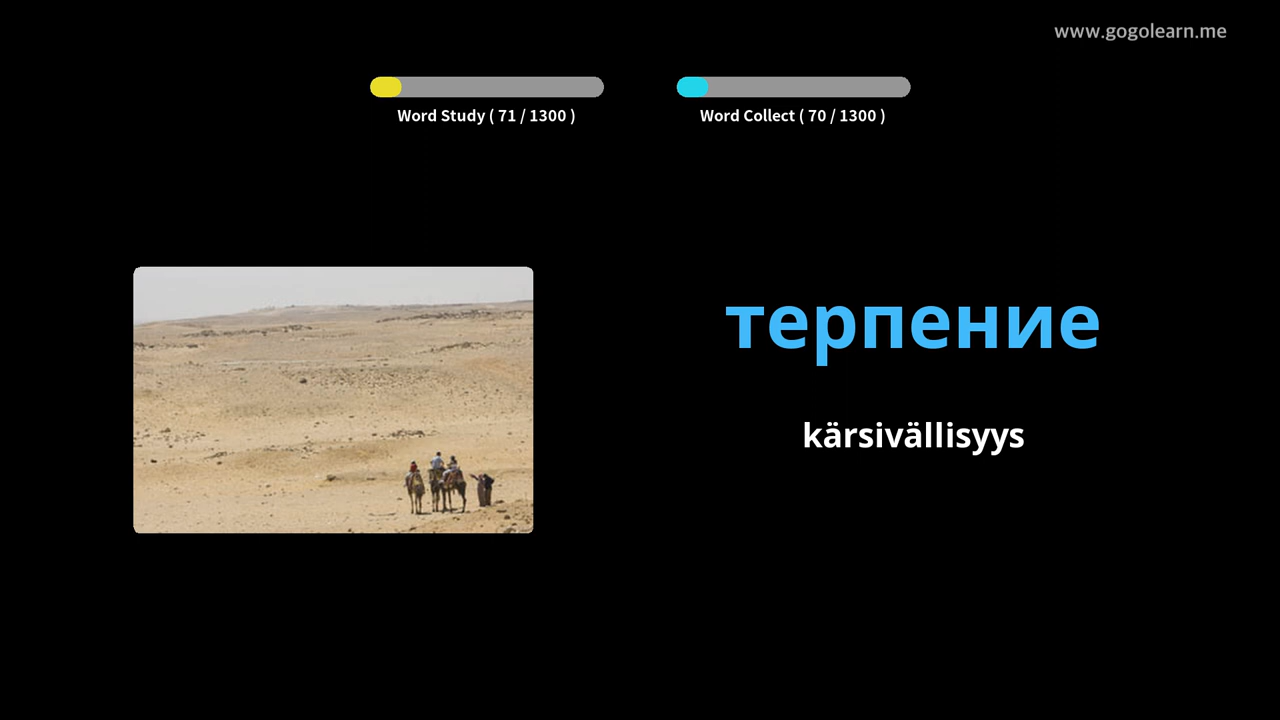 www.gogolearn.me
Word Study ( 71 / 1300 )
Word Collect ( 70 / 1300 )
терпение
kärsivällisyys